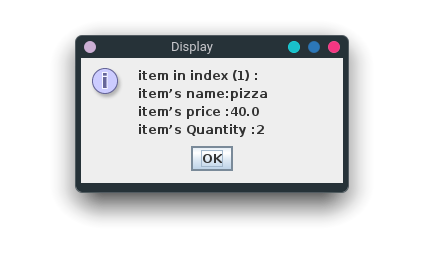 Display
item in index (1) :
item’s name:pizza
item’s price :40.0
item’s Quantity :2
OK